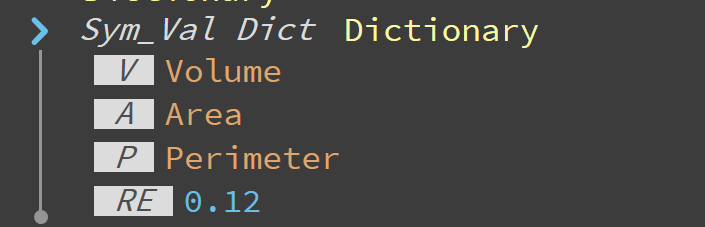 Sym_Val Dict Dictionary
V Volume
A Area
P Perimeter
RE 0.12